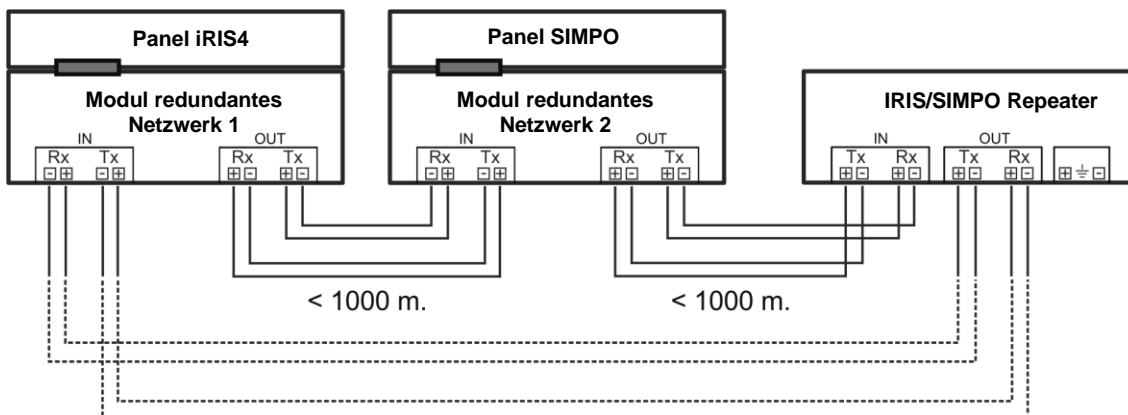 Panel iRIS4
Panel SIMPO
Modul redundantes
Netzwerk 1
Modul redundantes
Netzwerk 2
IRIS/SIMPO Repeater
IN
OUT
IN
OUT
IN
OUT
Rx Tx
Rx Tx
Rx Tx
Rx Tx
Tx Rx
Tx Rx
- + - +
+ - + -
- + - +
+ - + -
+ - + -
+ - + -
+ ⏚ -
< 1000 m.
< 1000 m.